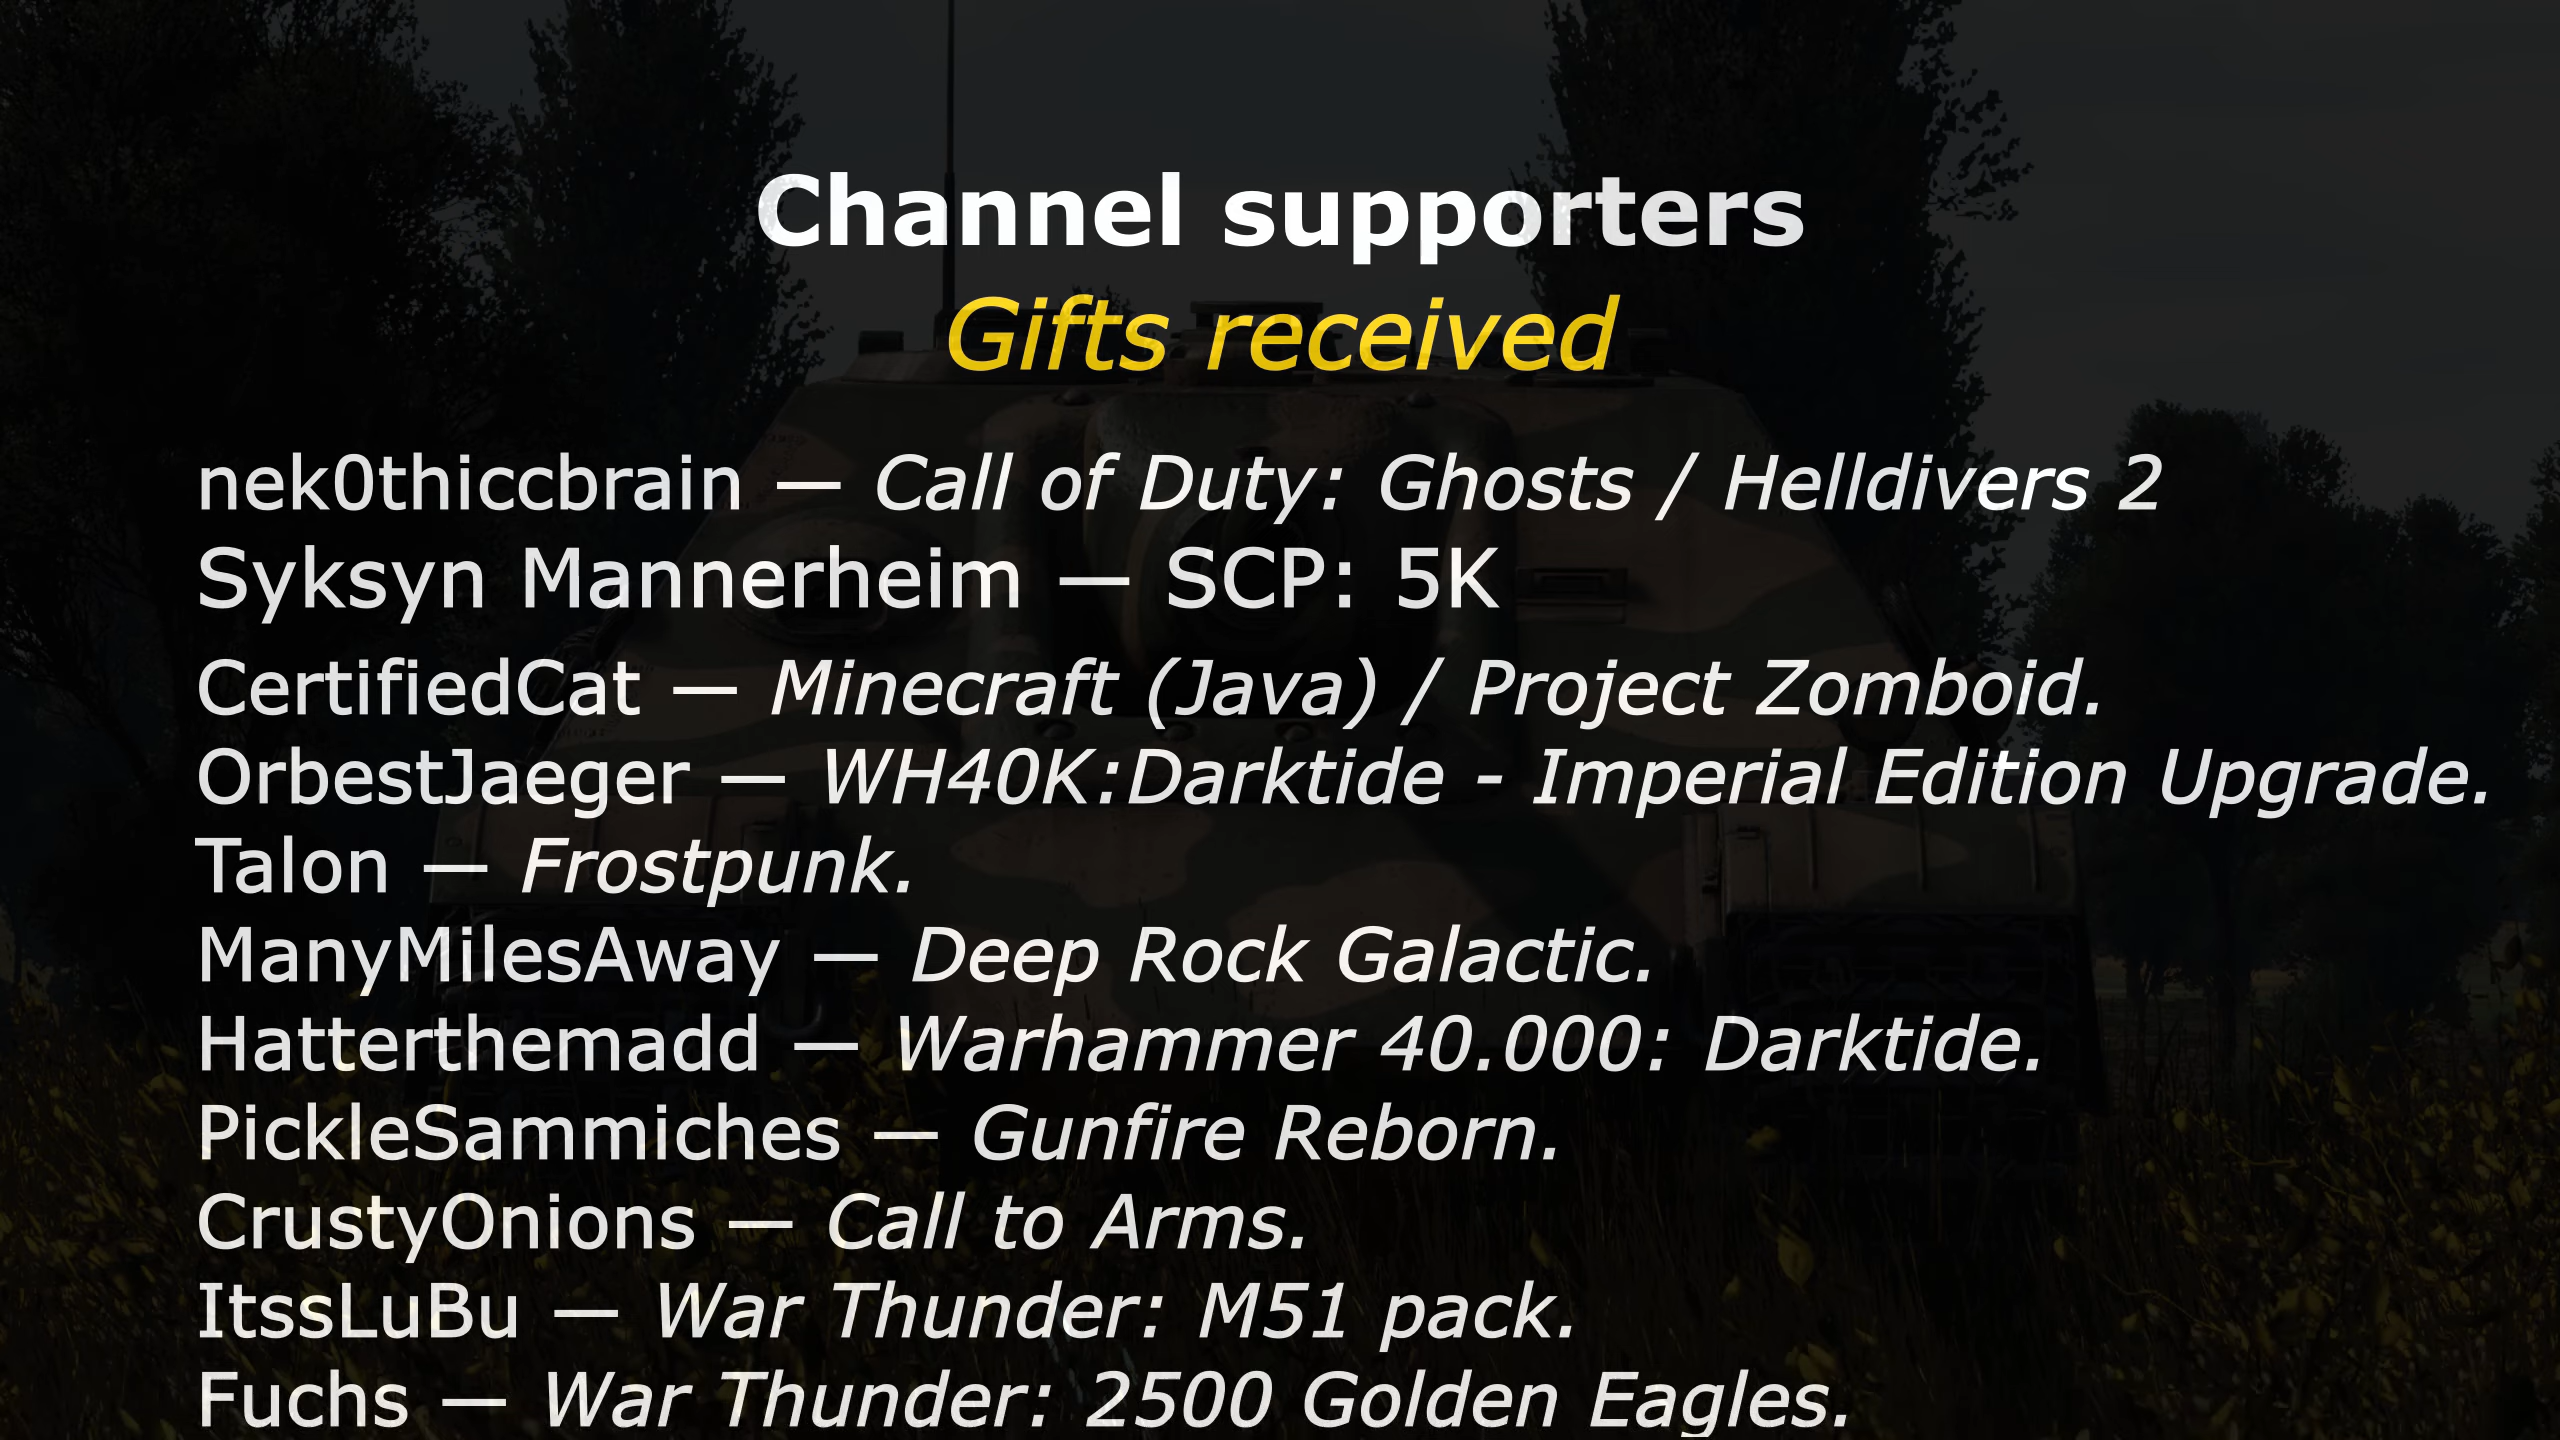 Channel supporters
Gifts received
nek0thiccbrain — Call of Duty: Ghosts / Helldivers 2
Syksyn Mannerheim — SCP: 5K
CertifiedCat — Minecraft (Java) / Project Zomboid.
OrbestJaeger — WH40K:Darktide - Imperial Edition Upgrade.
Talon — Frostpunk.
ManyMilesAway — Deep Rock Galactic.
Hatterthemadd — Warhammer 40.000: Darktide.
PickleSammiches — Gunfire Reborn.
CrustyOnions — Call to Arms.
ItssLuBu — War Thunder: M51 pack.
Fuchs — War Thunder: 2500 Golden Eagles.